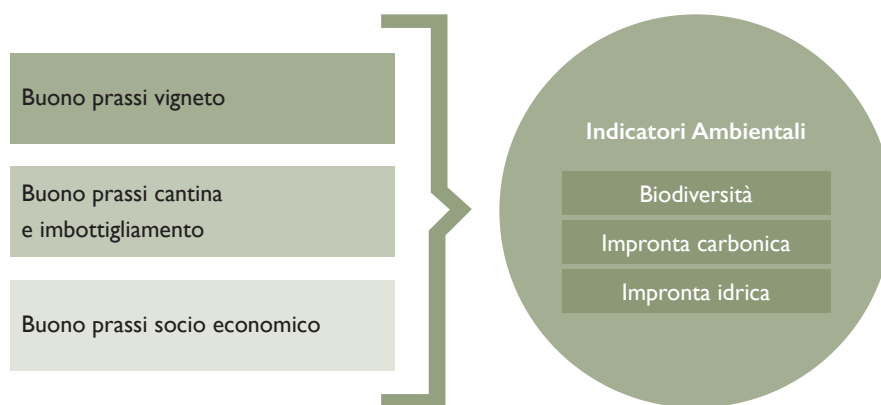 Buono prassi vigneto
Buono prassi cantina
e imbottigliamento
Buono prassi socio economico
Indicatori Ambientali
Biodiversità
Impronta carbonica
Impronta idrica